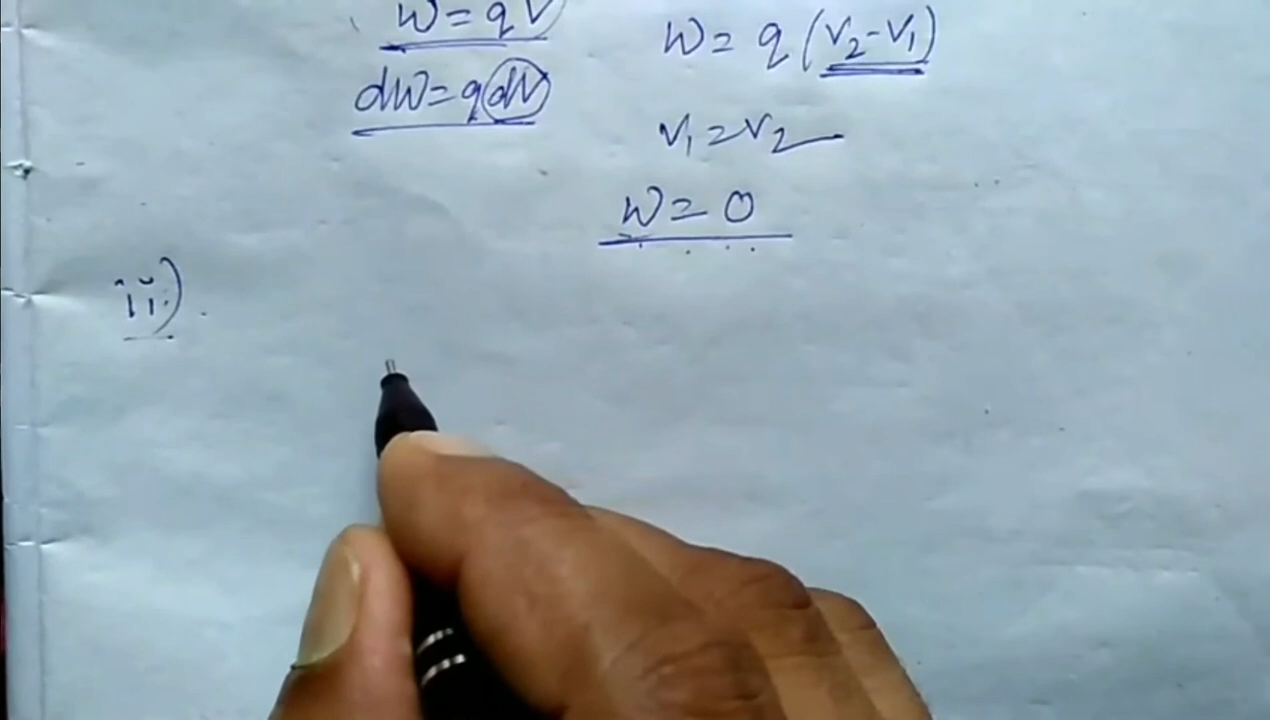 W = qV
dW = q dV
W = q (V₂ - V₁)
V₁ = V₂
W = 0
ii).